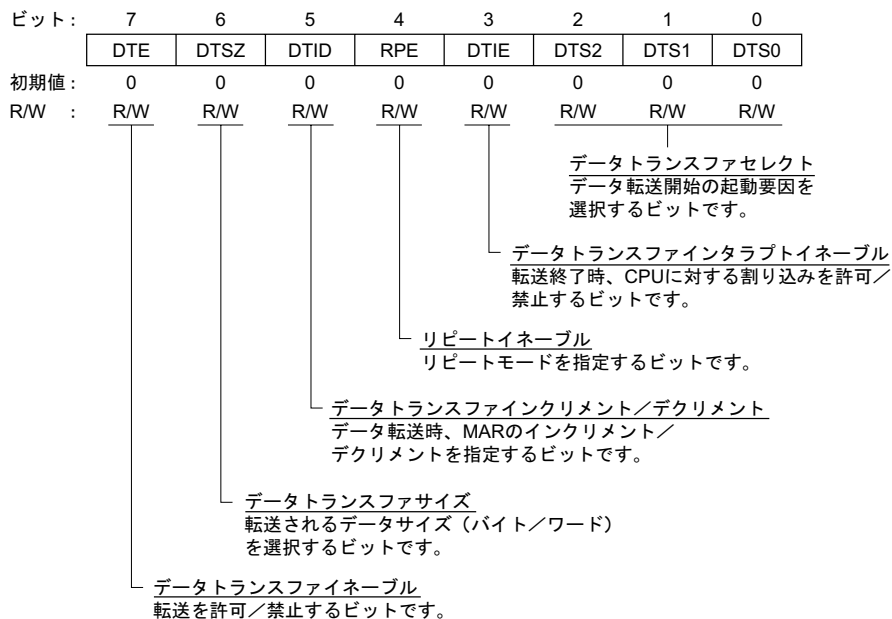 ビット： 7 6 5 4 3 2 1 0
DTE DTSZ DTID RPE DTIE DTS2 DTS1 DTS0
初期値： 0 0 0 0 0 0 0 0
R/W ： R/W R/W R/W R/W R/W R/W R/W R/W
データトランスファセレクト
データ転送開始の起動要因を
選択するビットです。
データトランスファインタラプトイネーブル
転送終了時、CPUに対する割り込みを許可／
禁止するビットです。
リピートイネーブル
リピートモードを指定するビットです。
データトランスファインクリメント／デクリメント
データ転送時、MARのインクリメント／
デクリメントを指定するビットです。
データトランスファサイズ
転送されるデータサイズ（バイト／ワード）
を選択するビットです。
データトランスファイネーブル
転送を許可／禁止するビットです。